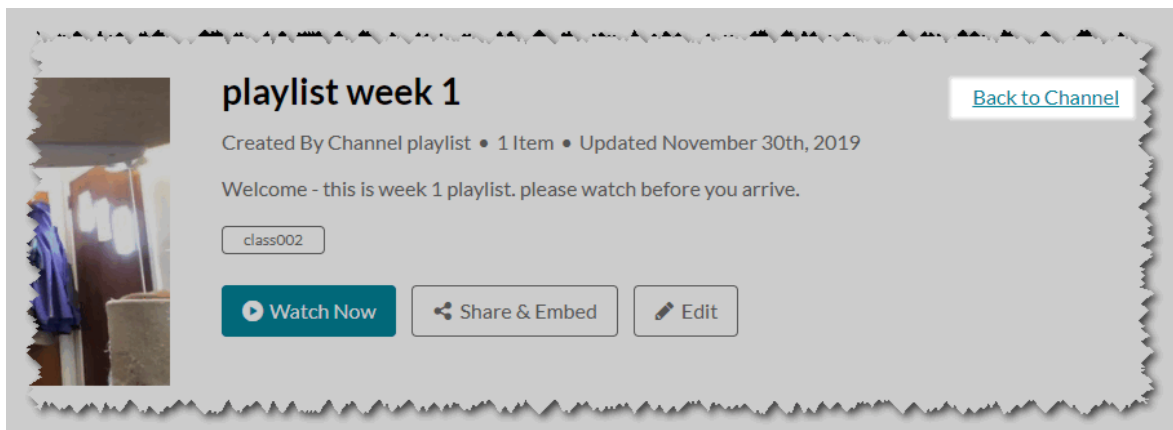 playlist week 1
Back to Channel
Created By Channel playlist • 1 Item • Updated November 30th, 2019
Welcome - this is week 1 playlist. please watch before you arrive.
class002
Watch Now
Share & Embed
Edit